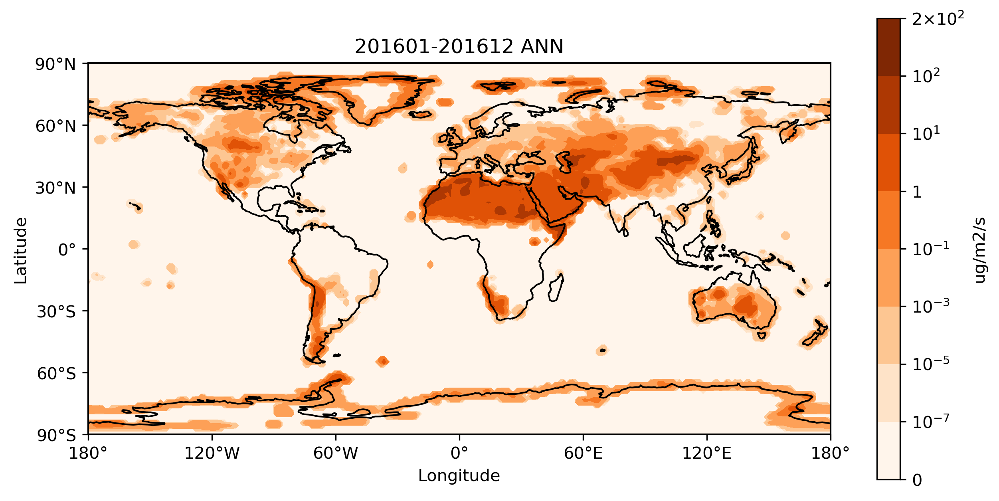 201601-201612 ANN
90°N
60°N
30°N
0°
30°S
60°S
90°S
Latitude
180°
120°W
60°W
0°
60°E
120°E
180°
Longitude
2×10²
10²
10¹
1
10⁻¹
10⁻³
10⁻⁵
10⁻⁷
0
ug/m2/s